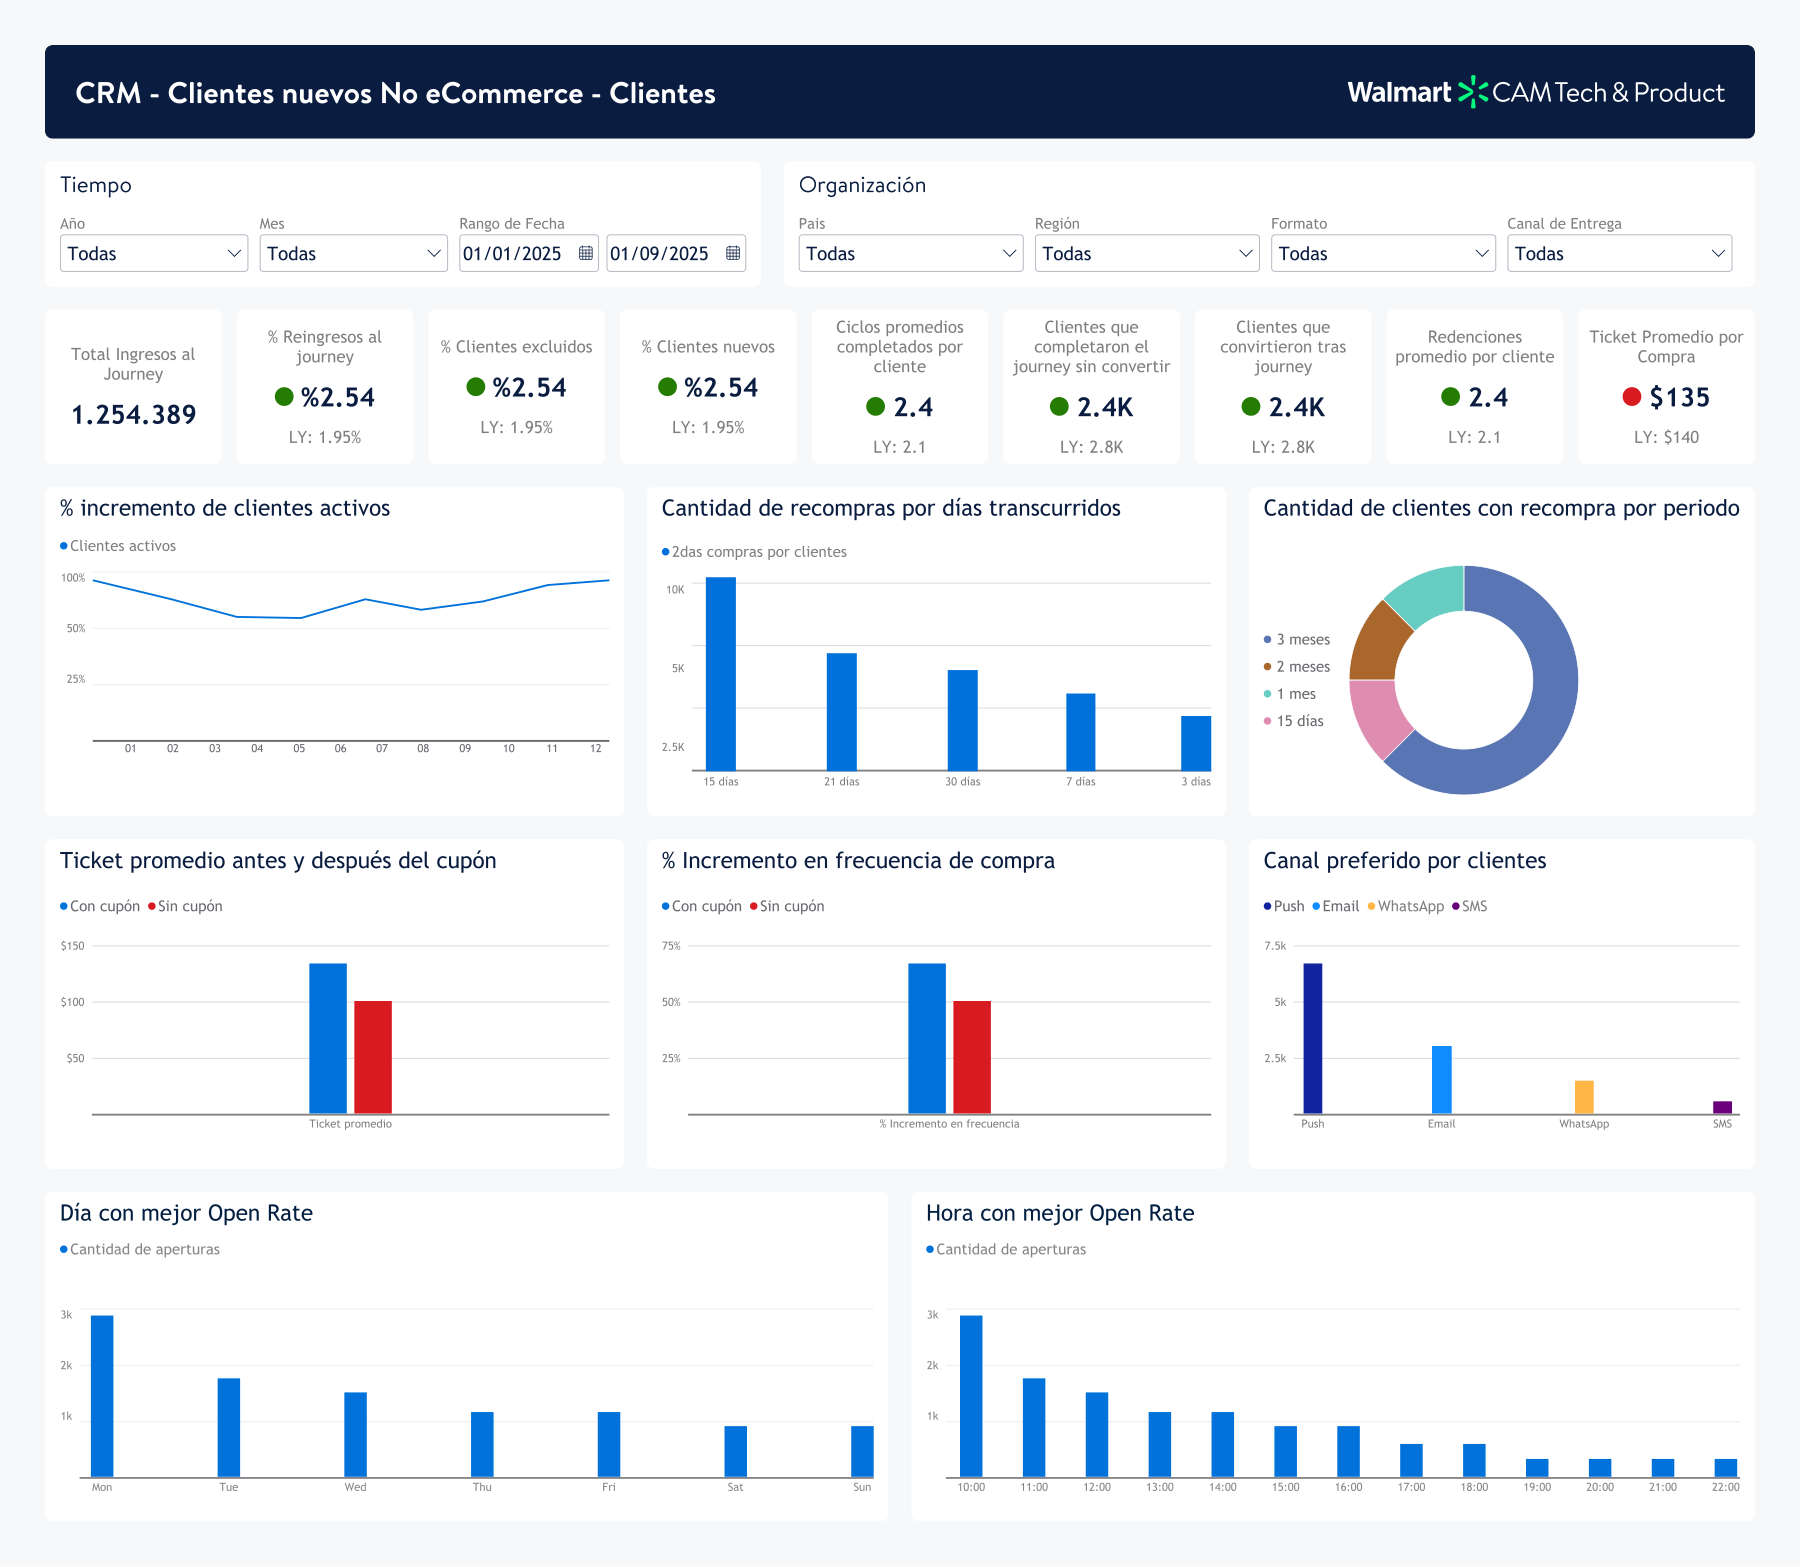 CRM - Clientes nuevos No eCommerce - Clientes
Walmart CAM Tech & Product
Tiempo
Año
Mes
Rango de Fecha
Todas
Todas
01/01/2025
01/09/2025
Organización
Pais
Región
Formato
Canal de Entrega
Todas
Todas
Todas
Todas
Total Ingresos al
Journey
1.254.389
% Reingresos al
journey
%2.54
LY: 1.95%
% Clientes excluidos
%2.54
LY: 1.95%
% Clientes nuevos
%2.54
LY: 1.95%
Ciclos promedios
completados por
cliente
2.4
LY: 2.1
Clientes que
completaron el
journey sin convertir
2.4K
LY: 2.8K
Clientes que
convirtieron tras
journey
2.4K
LY: 2.8K
Redenciones
promedio por cliente
2.4
LY: 2.1
Ticket Promedio por
Compra
$135
LY: $140
% incremento de clientes activos
Clientes activos
100%
50%
25%
01 02 03 04 05 06 07 08 09 10 11 12
Cantidad de recompras por días transcurridos
2das compras por clientes
10K
5K
2.5K
15 días 21 días 30 días 7 días 3 días
Cantidad de clientes con recompra por periodo
3 meses
2 meses
1 mes
15 días
Ticket promedio antes y después del cupón
Con cupón Sin cupón
$150
$100
$50
Ticket promedio
% Incremento en frecuencia de compra
Con cupón Sin cupón
75%
50%
25%
% Incremento en frecuencia
Canal preferido por clientes
Push Email WhatsApp SMS
7.5k
5k
2.5k
Push Email WhatsApp SMS
Día con mejor Open Rate
Cantidad de aperturas
3k
2k
1k
Mon Tue Wed Thu Fri Sat Sun
Hora con mejor Open Rate
Cantidad de aperturas
3k
2k
1k
10:00 11:00 12:00 13:00 14:00 15:00 16:00 17:00 18:00 19:00 20:00 21:00 22:00